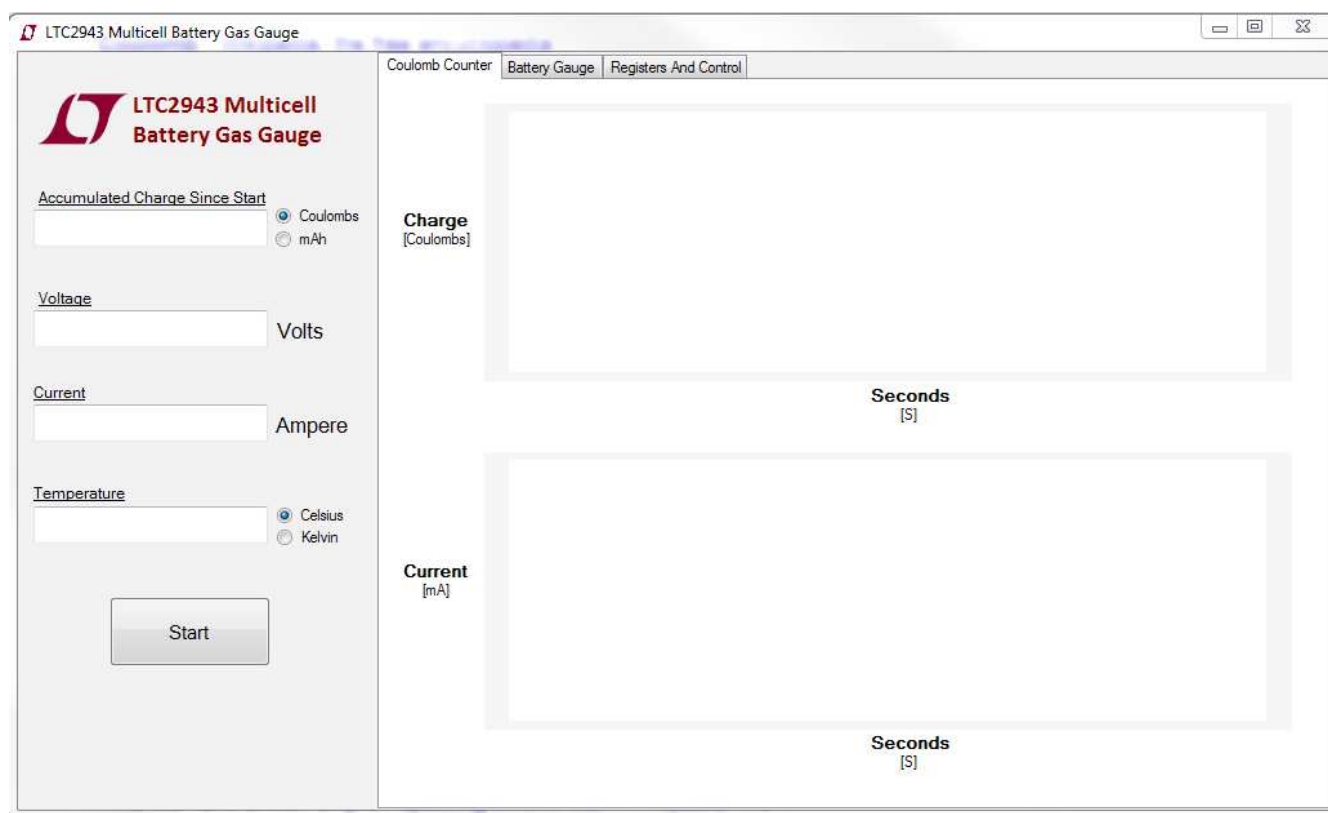 LTC2943 Multicell Battery Gas Gauge
Coulomb Counter
Battery Gauge
Registers And Control
LTC2943 Multicell
Battery Gas Gauge
Accumulated Charge Since Start
Coulombs
mAh
Voltage
Volts
Current
Ampere
Temperature
Celsius
Kelvin
Start
Charge
[Coulombs]
Seconds
[S]
Current
[mA]
Seconds
[S]